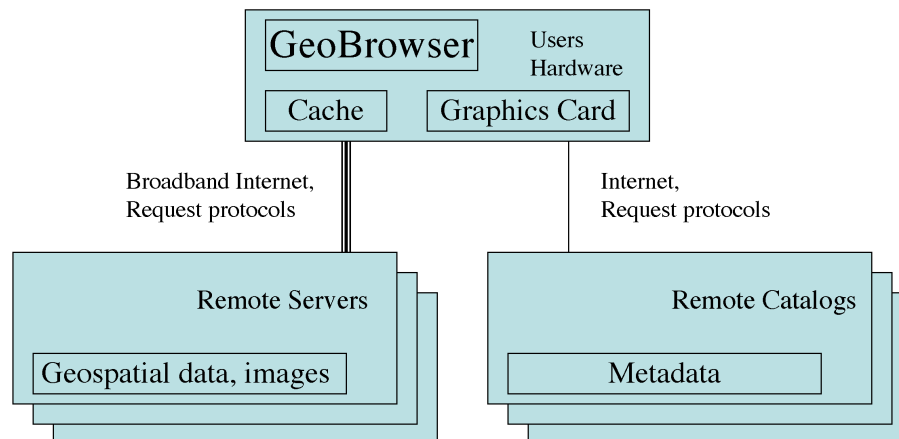 GeoBrowser
Users
Hardware
Cache
Graphics Card
Broadband Internet,
Request protocols
Internet,
Request protocols
Remote Servers
Geospatial data, images
Remote Catalogs
Metadata